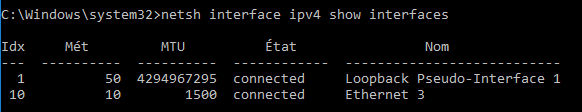 C:\Windows\system32>netsh interface ipv4 show interfaces
Idx     Mét         MTU          État                Nom
---  ----------  ----------  ------------  ---------------------------
  1          50  4294967295  connected     Loopback Pseudo-Interface 1
 10          10        1500  connected     Ethernet 3